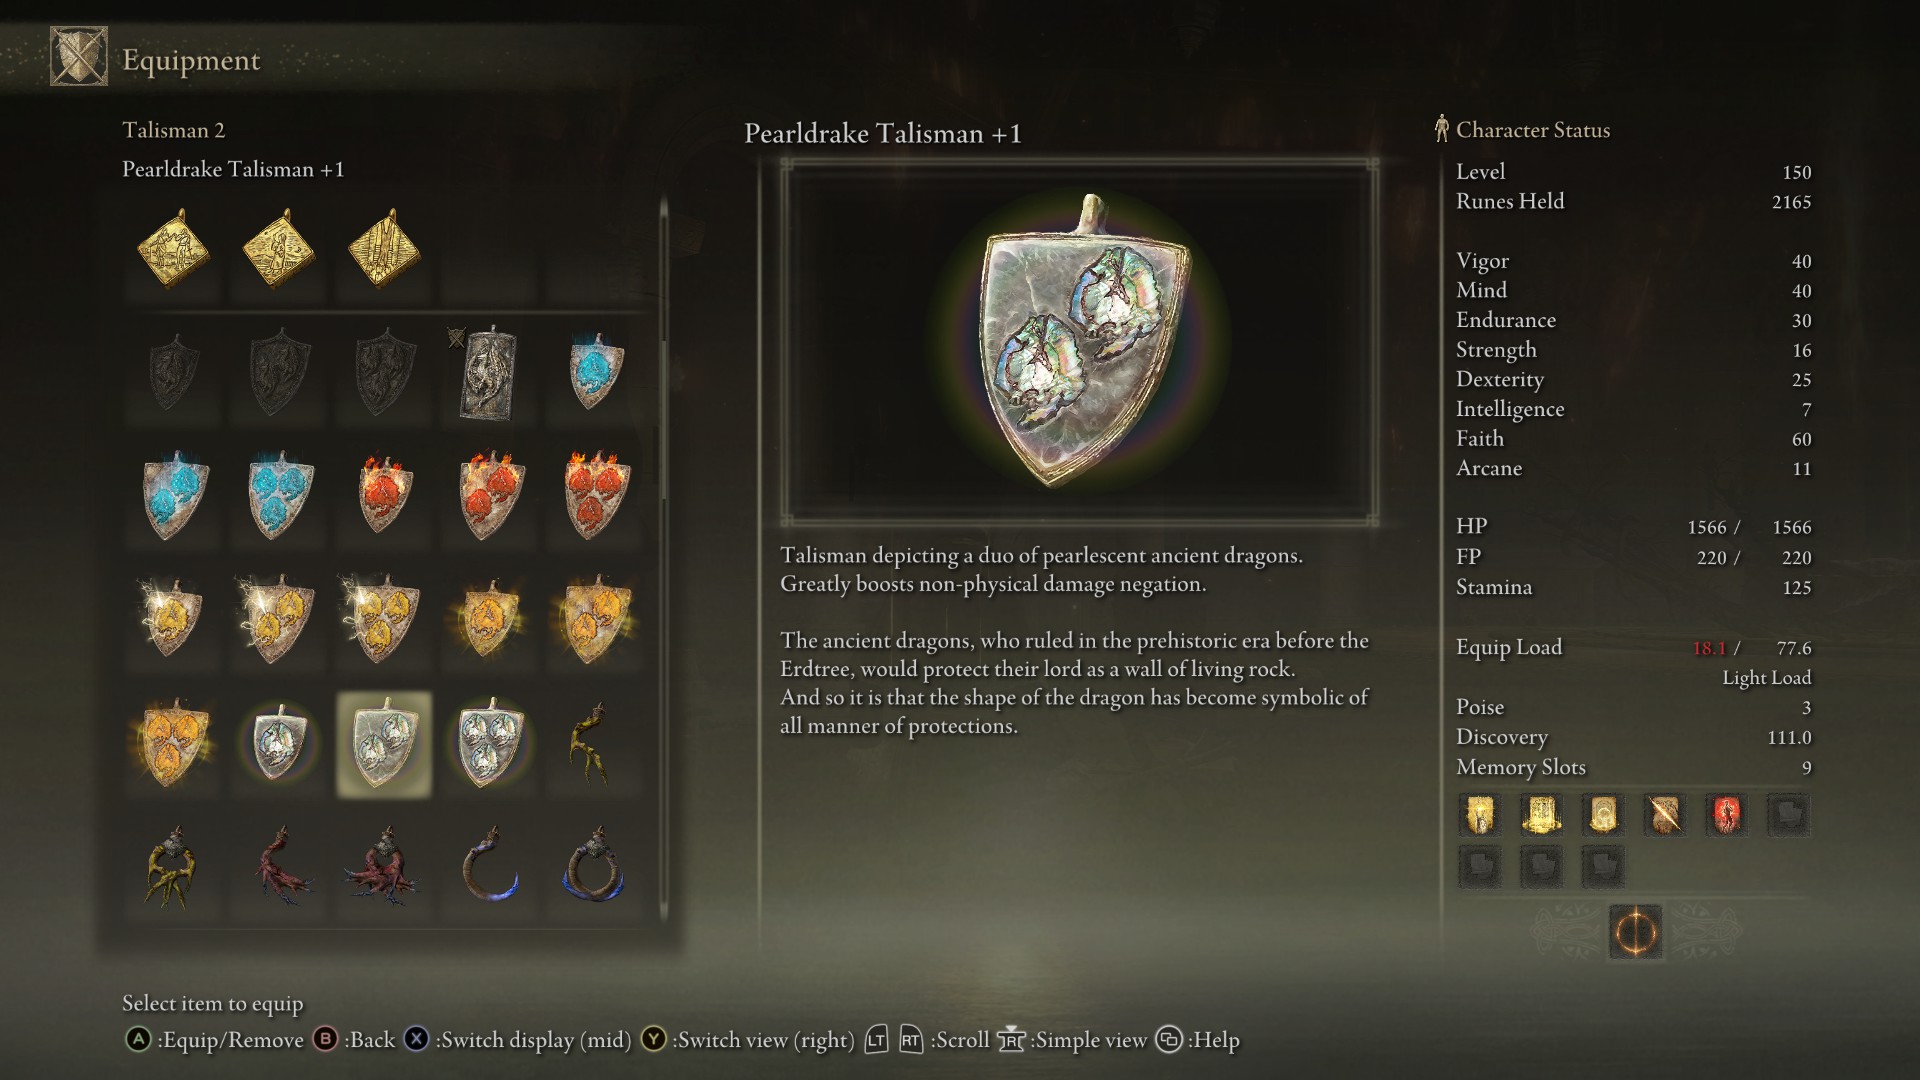 Equipment
Talisman 2
Pearldrake Talisman +1
Pearldrake Talisman +1
Talisman depicting a duo of pearlescent ancient dragons.
Greatly boosts non-physical damage negation.
The ancient dragons, who ruled in the prehistoric era before the
Erdtree, would protect their lord as a wall of living rock.
And so it is that the shape of the dragon has become symbolic of
all manner of protections.
Character Status
Level 150
Runes Held 2165
Vigor 40
Mind 40
Endurance 30
Strength 16
Dexterity 25
Intelligence 7
Faith 60
Arcane 11
HP 1566 / 1566
FP 220 / 220
Stamina 125
Equip Load 18.1 / 77.6
Light Load
Poise 3
Discovery 111.0
Memory Slots 9
Select item to equip
A :Equip/Remove B :Back X :Switch display (mid) Y :Switch view (right) LT RT :Scroll R :Simple view :Help